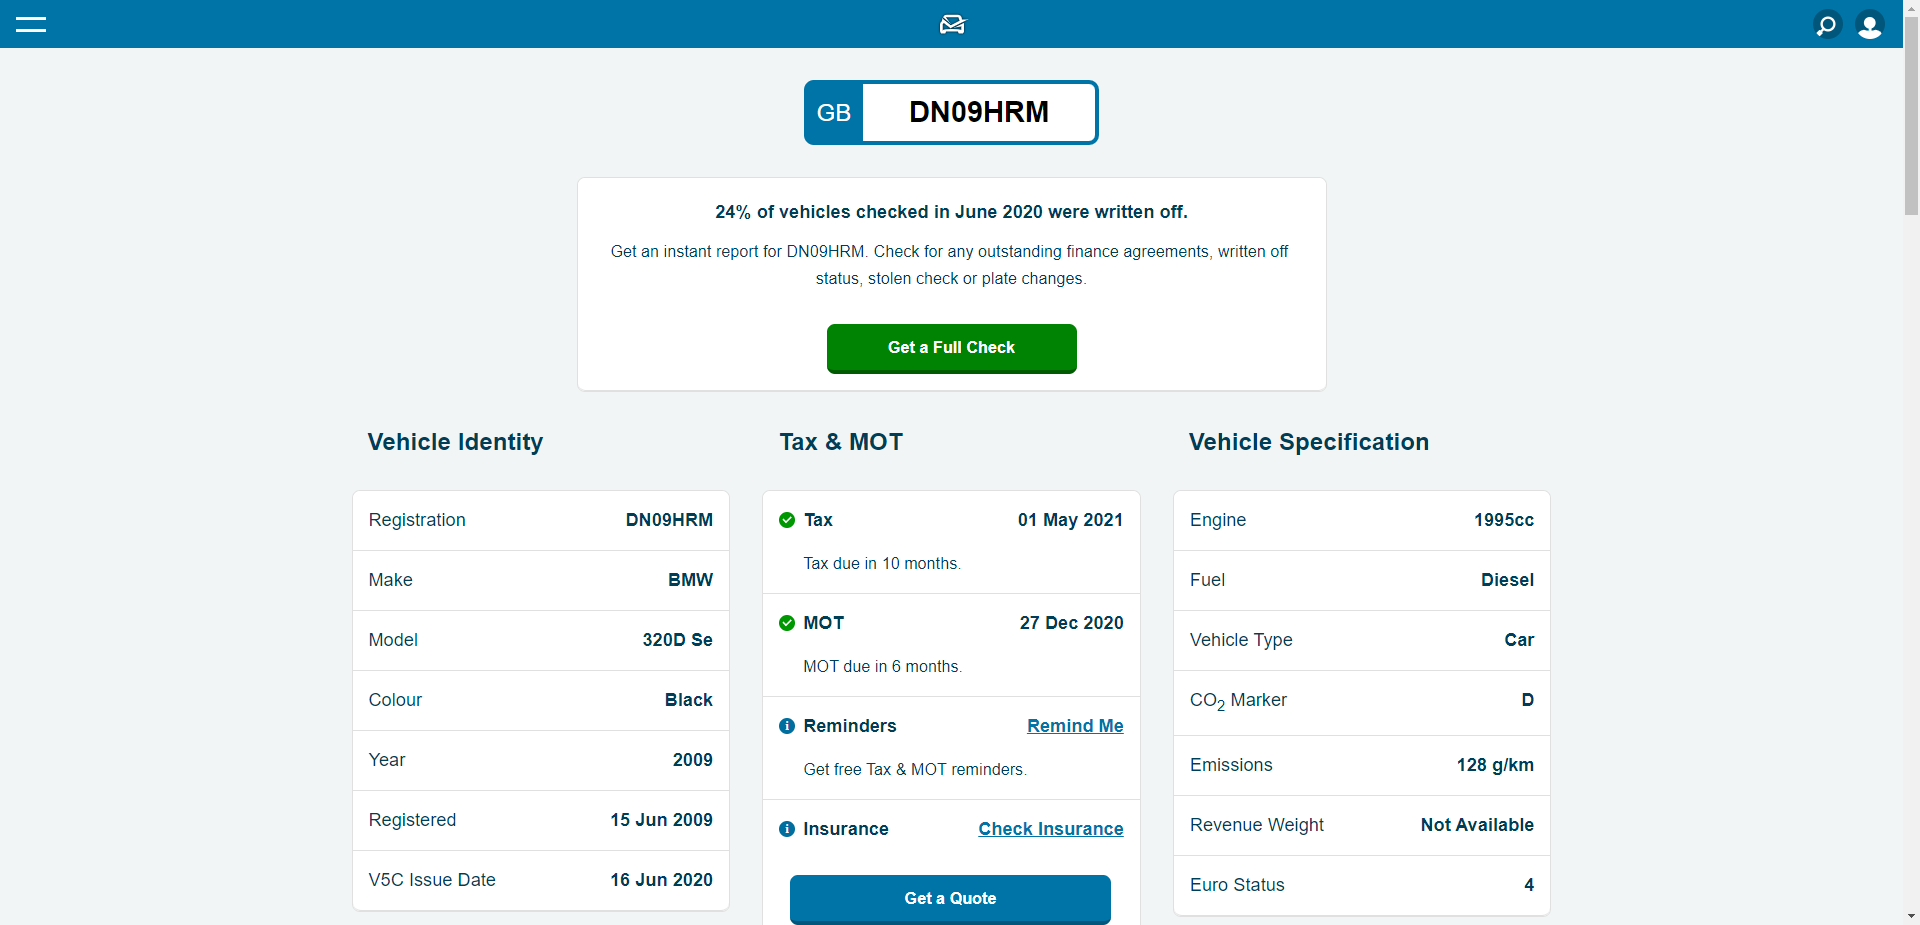 GB DN09HRM
24% of vehicles checked in June 2020 were written off.
Get an instant report for DN09HRM. Check for any outstanding finance agreements, written off
status, stolen check or plate changes.
Get a Full Check
Vehicle Identity
Registration DN09HRM
Make BMW
Model 320D Se
Colour Black
Year 2009
Registered 15 Jun 2009
V5C Issue Date 16 Jun 2020
Tax & MOT
Tax 01 May 2021
Tax due in 10 months.
MOT 27 Dec 2020
MOT due in 6 months.
Reminders Remind Me
Get free Tax & MOT reminders.
Insurance Check Insurance
Get a Quote
Vehicle Specification
Engine 1995cc
Fuel Diesel
Vehicle Type Car
CO2 Marker D
Emissions 128 g/km
Revenue Weight Not Available
Euro Status 4